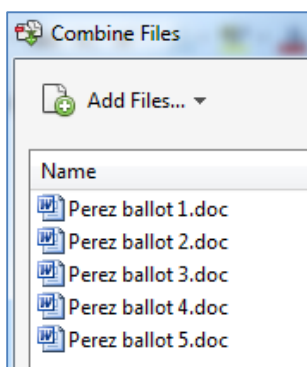 Combine Files
Add Files...
Name
Perez ballot 1.doc
Perez ballot 2.doc
Perez ballot 3.doc
Perez ballot 4.doc
Perez ballot 5.doc